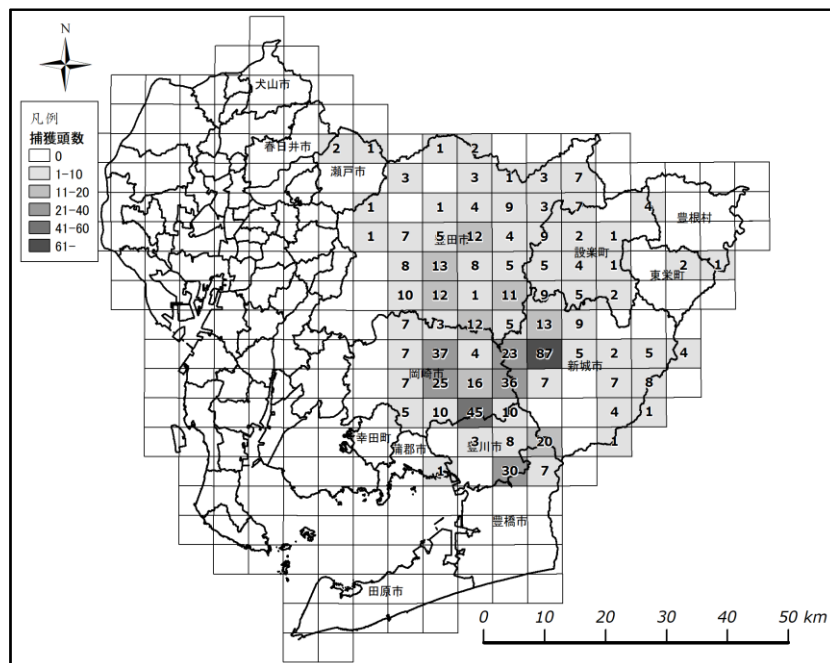 N
犬山市
凡例
捕獲頭数
0
1-10
11-20
21-40
41-60
61-
春日井市
2 1 1 2
瀬戸市
3 3 1 3 7
1 1 4 9 3 7 4
豊根村
1 7 5 12 4 9 2 1
豊田市
設楽町
8 13 8 5 5 4 1 2 1
東栄町
10 12 1 11 9 5 2
7 3 12 5 13 9
7 37 4 23 87 5 2 5 4
岡崎市
新城市
7 25 16 36 7 7 8
5 10 45 10 4 1
幸田町
蒲郡市
3 8 20 1
豊川市
1 30 7
豊橋市
田原市
0 10 20 30 40 50 km